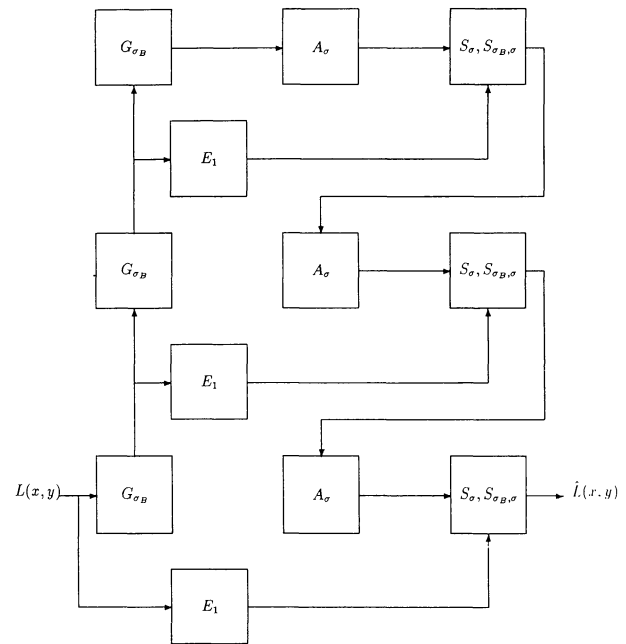 G_{σ_B} A_σ S_σ, S_{σ_B,σ}
E_1
G_{σ_B} A_σ S_σ, S_{σ_B,σ}
E_1
L(x, y) G_{σ_B} A_σ S_σ, S_{σ_B,σ} L̂(x, y)
E_1